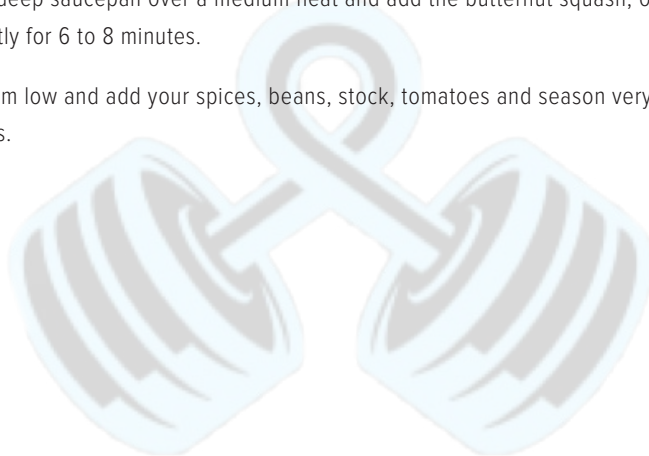 deep saucepan over a medium heat and add the butternut squash,
tly for 6 to 8 minutes.
m low and add your spices, beans, stock, tomatoes and season very
s.